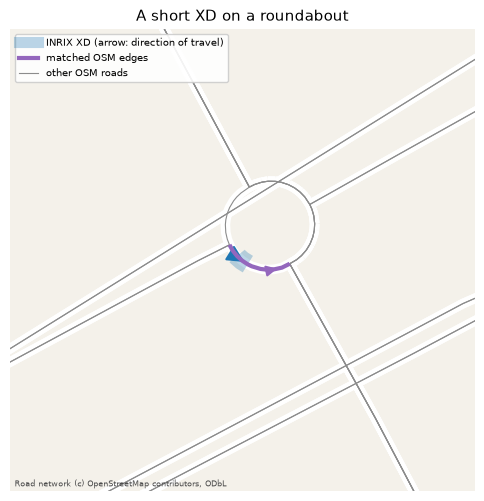 A short XD on a roundabout
INRIX XD (arrow: direction of travel)
matched OSM edges
other OSM roads
Road network (c) OpenStreetMap contributors, ODbL